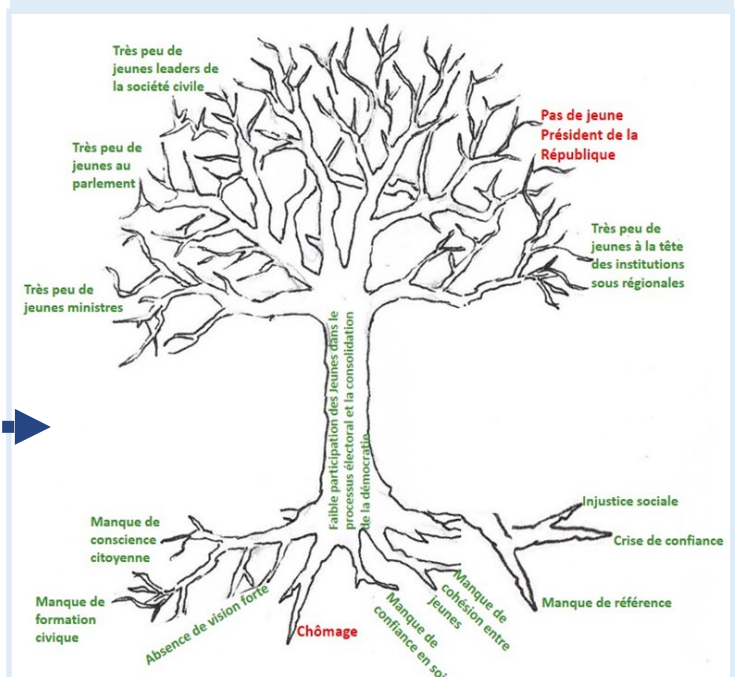 Très peu de
jeunes leaders de
la société civile
Pas de jeune
Président de la
République
Très peu de
jeunes au
parlement
Très peu de
jeunes à la tête
des institutions
sous régionales
Très peu de
jeunes ministres
Faible participation des Jeunes dans le
processus électoral et la consolidation
de la démocratie
Manque de
conscience
citoyenne
Manque de
formation
civique
Absence de vision forte
Chômage
Manque de
confiance en soi
Manque de
cohésion entre
jeunes
Injustice sociale
Crise de confiance
Manque de référence